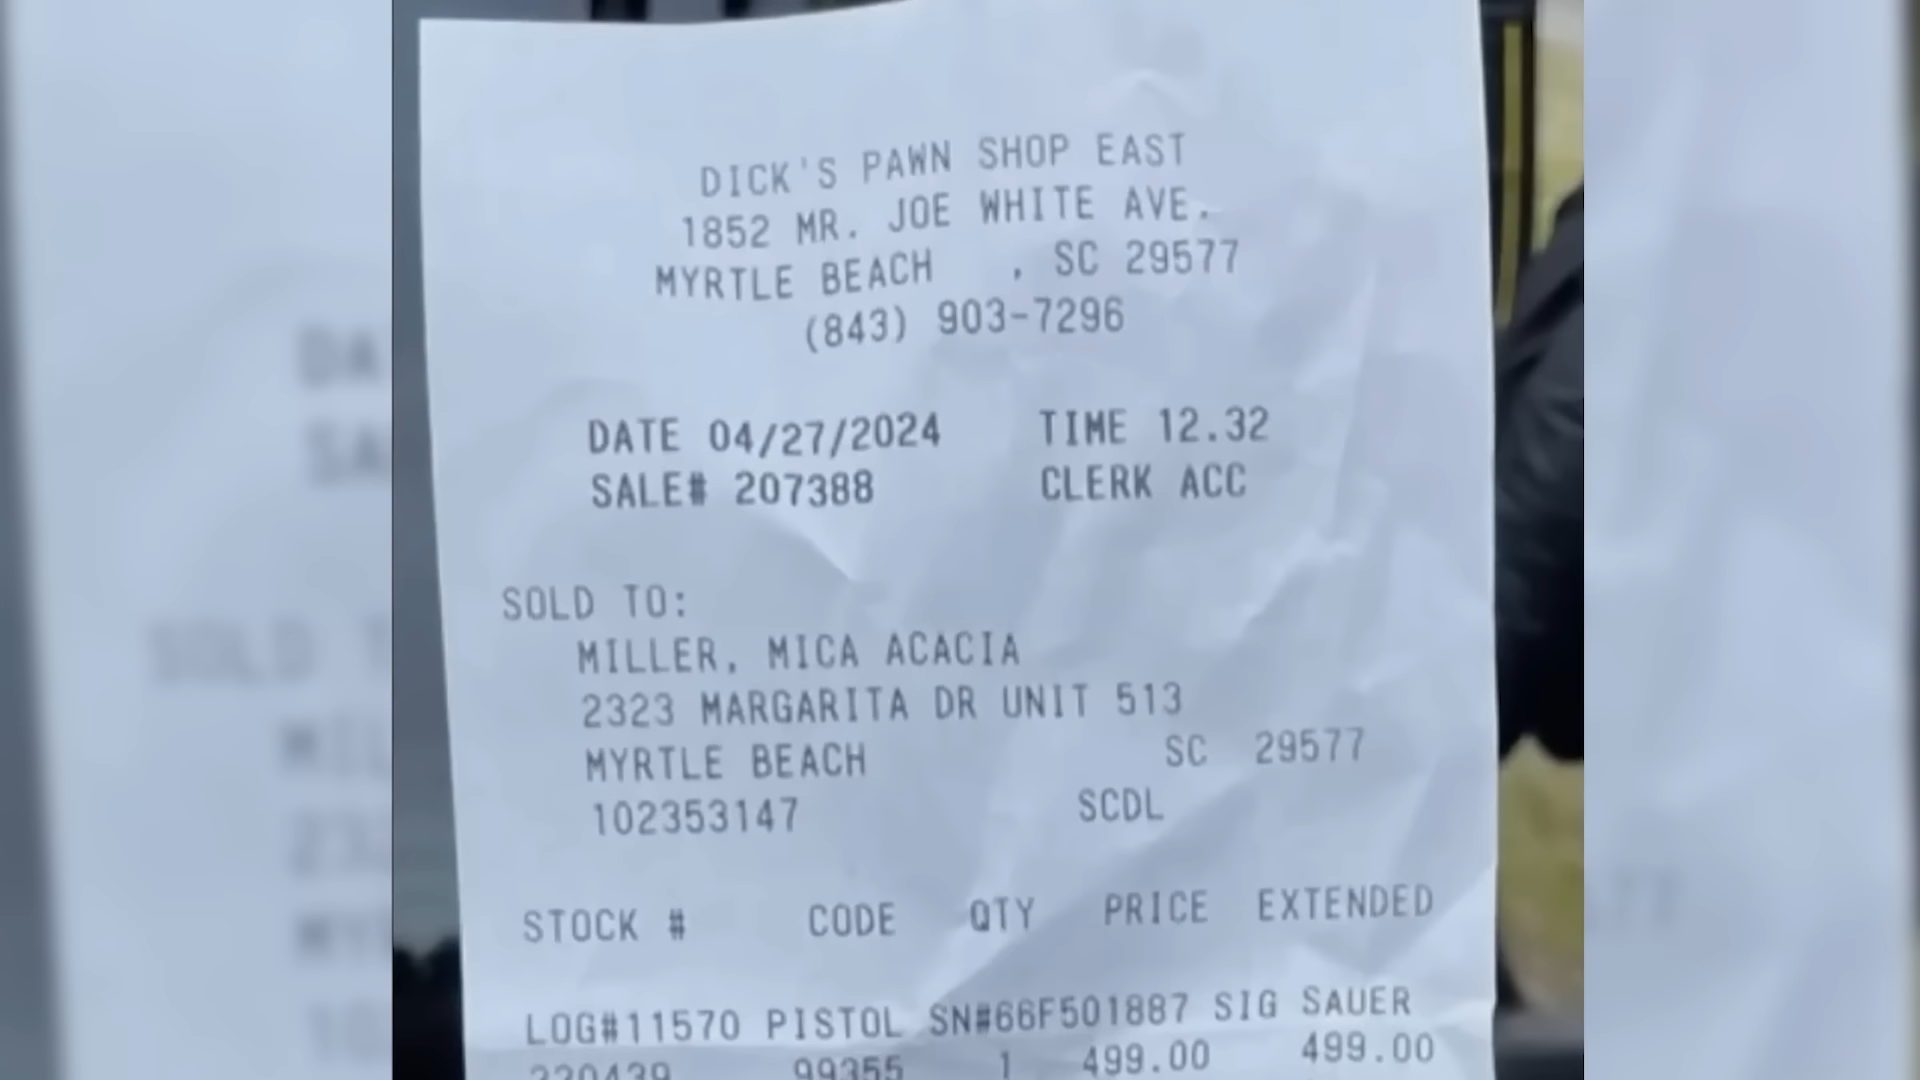 DICK'S PAWN SHOP EAST
1852 MR. JOE WHITE AVE.
MYRTLE BEACH , SC 29577
(843) 903-7296
DATE 04/27/2024 TIME 12.32
SALE# 207388 CLERK ACC
SOLD TO:
MILLER, MICA ACACIA
2323 MARGARITA DR UNIT 513
MYRTLE BEACH SC 29577
102353147 SCDL
STOCK # CODE QTY PRICE EXTENDED
LOG#11570 PISTOL SN#66F501887 SIG SAUER
220439 99355 1 499.00 499.00